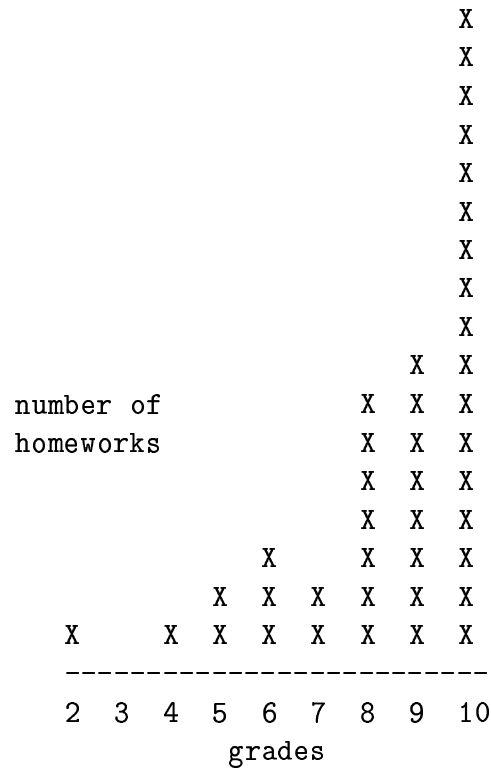 X
X
X
X
X
X
X
X
X
X X
number of X X X
homeworks X X X
X X X
X X X
X X X X
X X X X X X
X X X X X X X X
---------------------------
2 3 4 5 6 7 8 9 10
grades